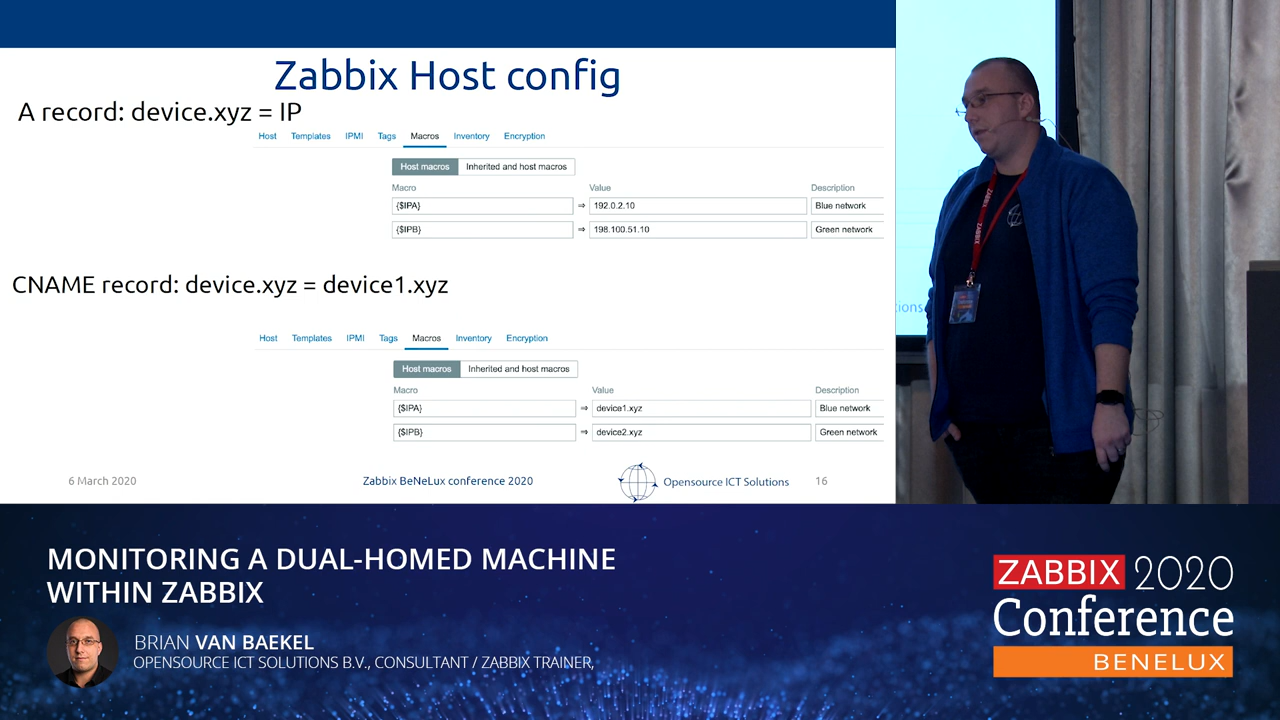 Zabbix Host config
A record: device.xyz = IP
Host Templates IPMI Tags Macros Inventory Encryption
Host macros Inherited and host macros
Macro Value Description
{$IPA} ⇒ 192.0.2.10 Blue network
{$IPB} ⇒ 198.100.51.10 Green network
CNAME record: device.xyz = device1.xyz
Host Templates IPMI Tags Macros Inventory Encryption
Host macros Inherited and host macros
Macro Value Description
{$IPA} ⇒ device1.xyz Blue network
{$IPB} ⇒ device2.xyz Green network
6 March 2020 Zabbix BeNeLux conference 2020 Opensource ICT Solutions 16
ZABBIX
ZABBIX
MONITORING A DUAL-HOMED MACHINE
WITHIN ZABBIX
BRIAN VAN BAEKEL
OPENSOURCE ICT SOLUTIONS B.V., CONSULTANT / ZABBIX TRAINER,
ZABBIX 2020
Conference
BENELUX